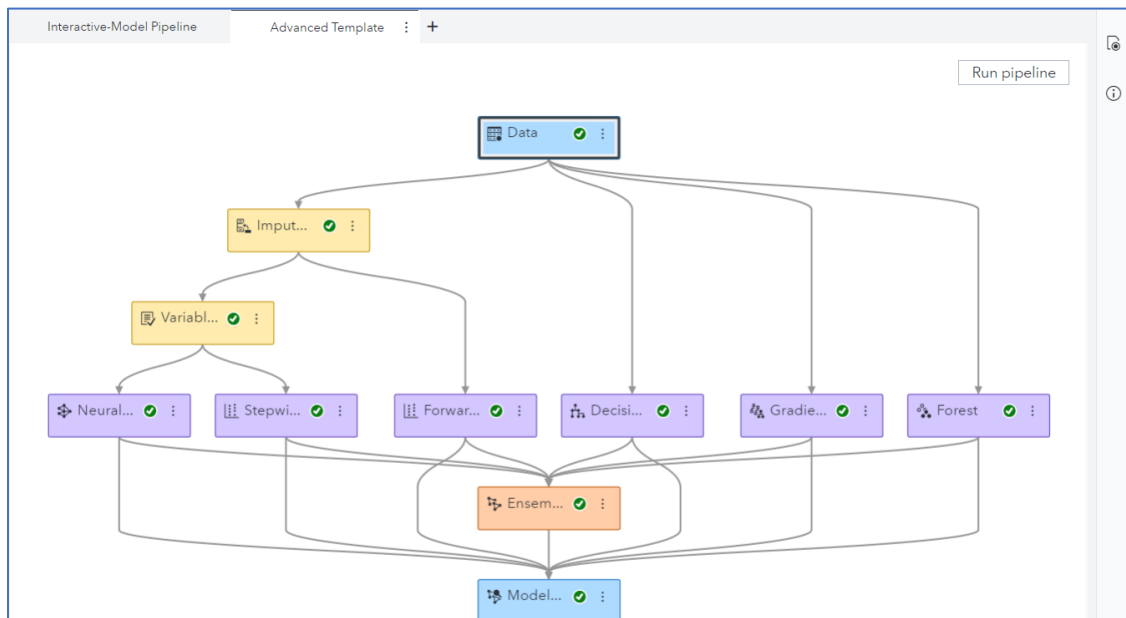 Interactive-Model Pipeline
Advanced Template
Run pipeline
Data
Imput...
Variabl...
Neural...
Stepwi...
Forwar...
Decisi...
Gradie...
Forest
Ensem...
Model...